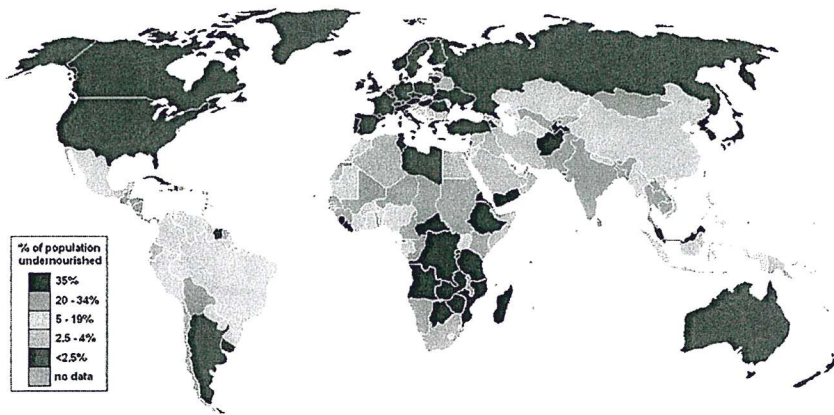 % of population
undernourished
35%
20 - 34%
5 - 19%
2.5 - 4%
<2.5%
no data